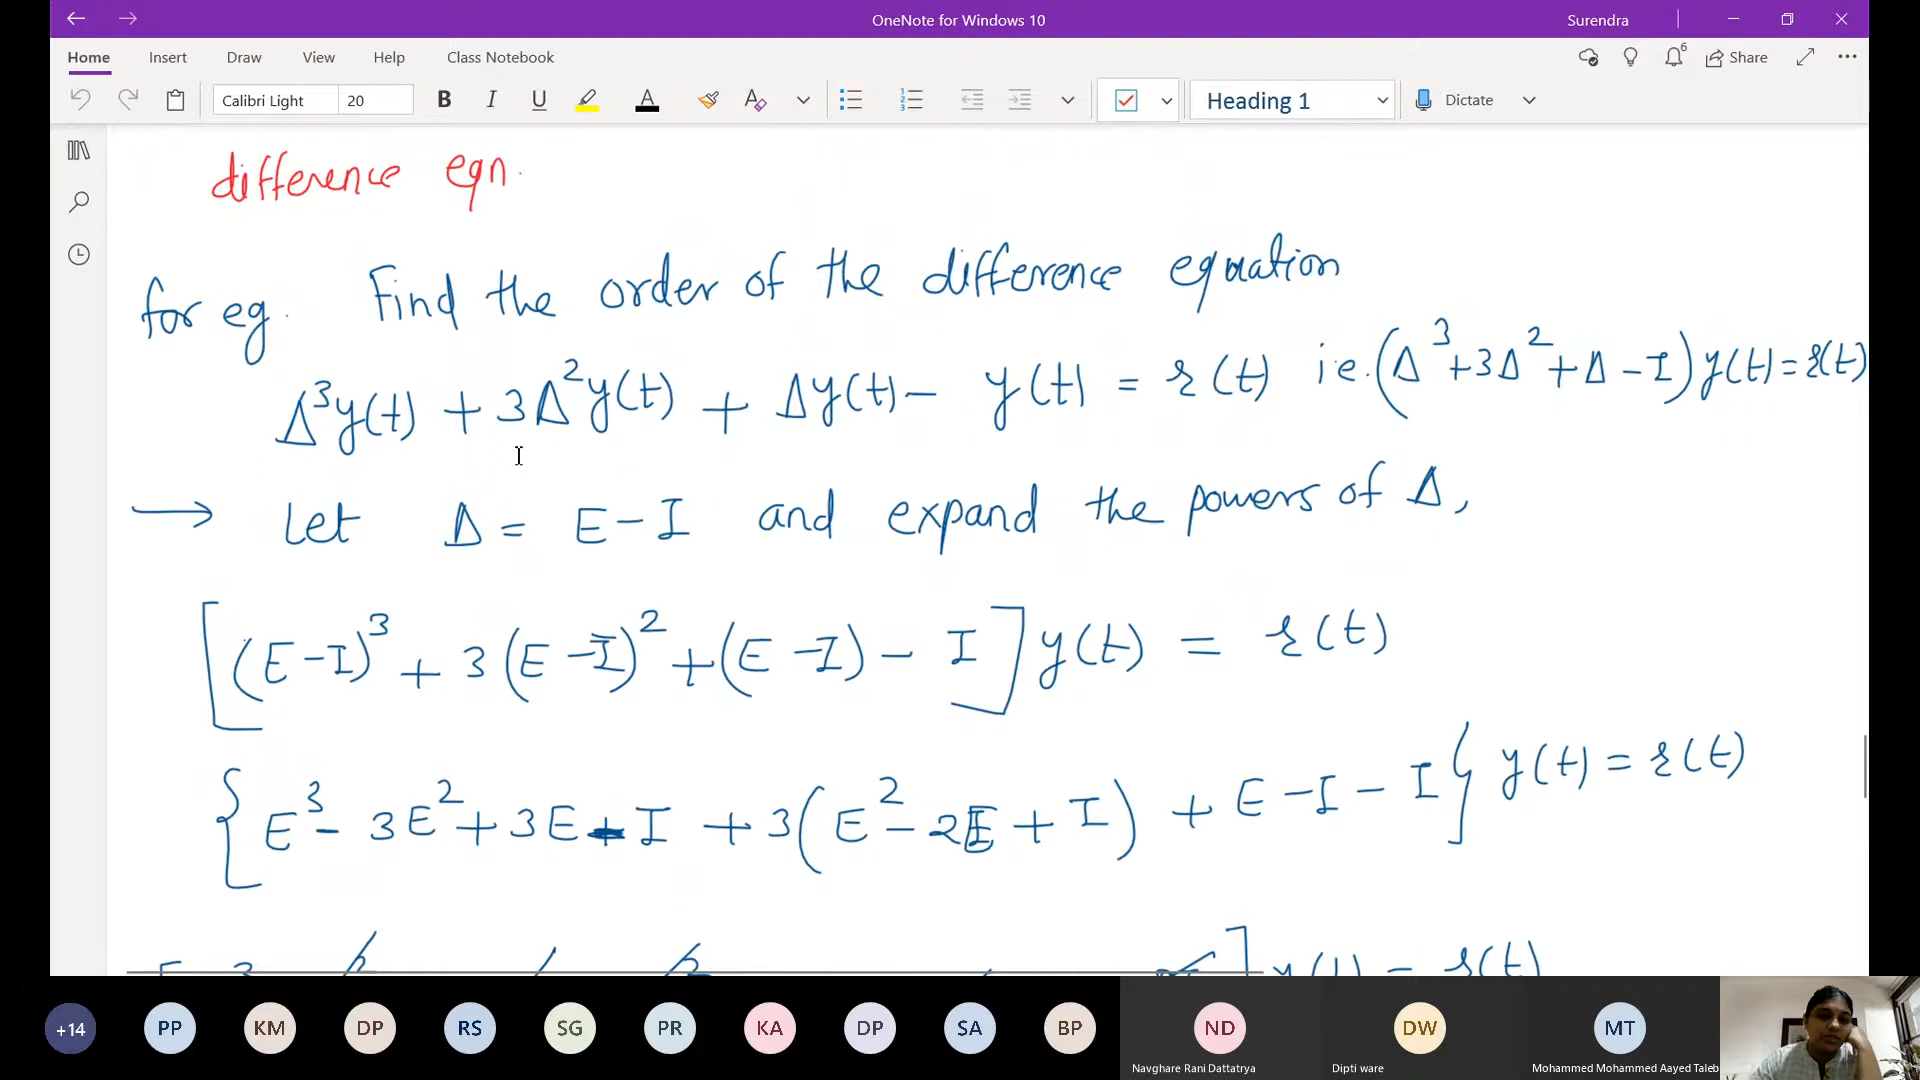 OneNote for Windows 10
Surendra
Home Insert Draw View Help Class Notebook
6
Share
Calibri Light 20 B I U A A Heading 1 Dictate
difference eqn.
for eg. Find the order of the difference equation
Δ³y(t) + 3Δ²y(t) + Δy(t) - y(t) = r(t) i.e. (Δ³+3Δ²+Δ-I)y(t)=r(t)
→ Let Δ = E-I and expand the powers of Δ,
[(E-I)³ + 3(E-I)² + (E-I) - I] y(t) = r(t)
{E³ - 3E² + 3E - I + 3(E² - 2E + I) + E - I - I} y(t) = r(t)
y(t) = r(t)
+14 PP KM DP RS SG PR KA DP SA BP ND DW MT
Navghare Rani Dattatrya Dipti ware Mohammed Mohammed Aayed Taleb